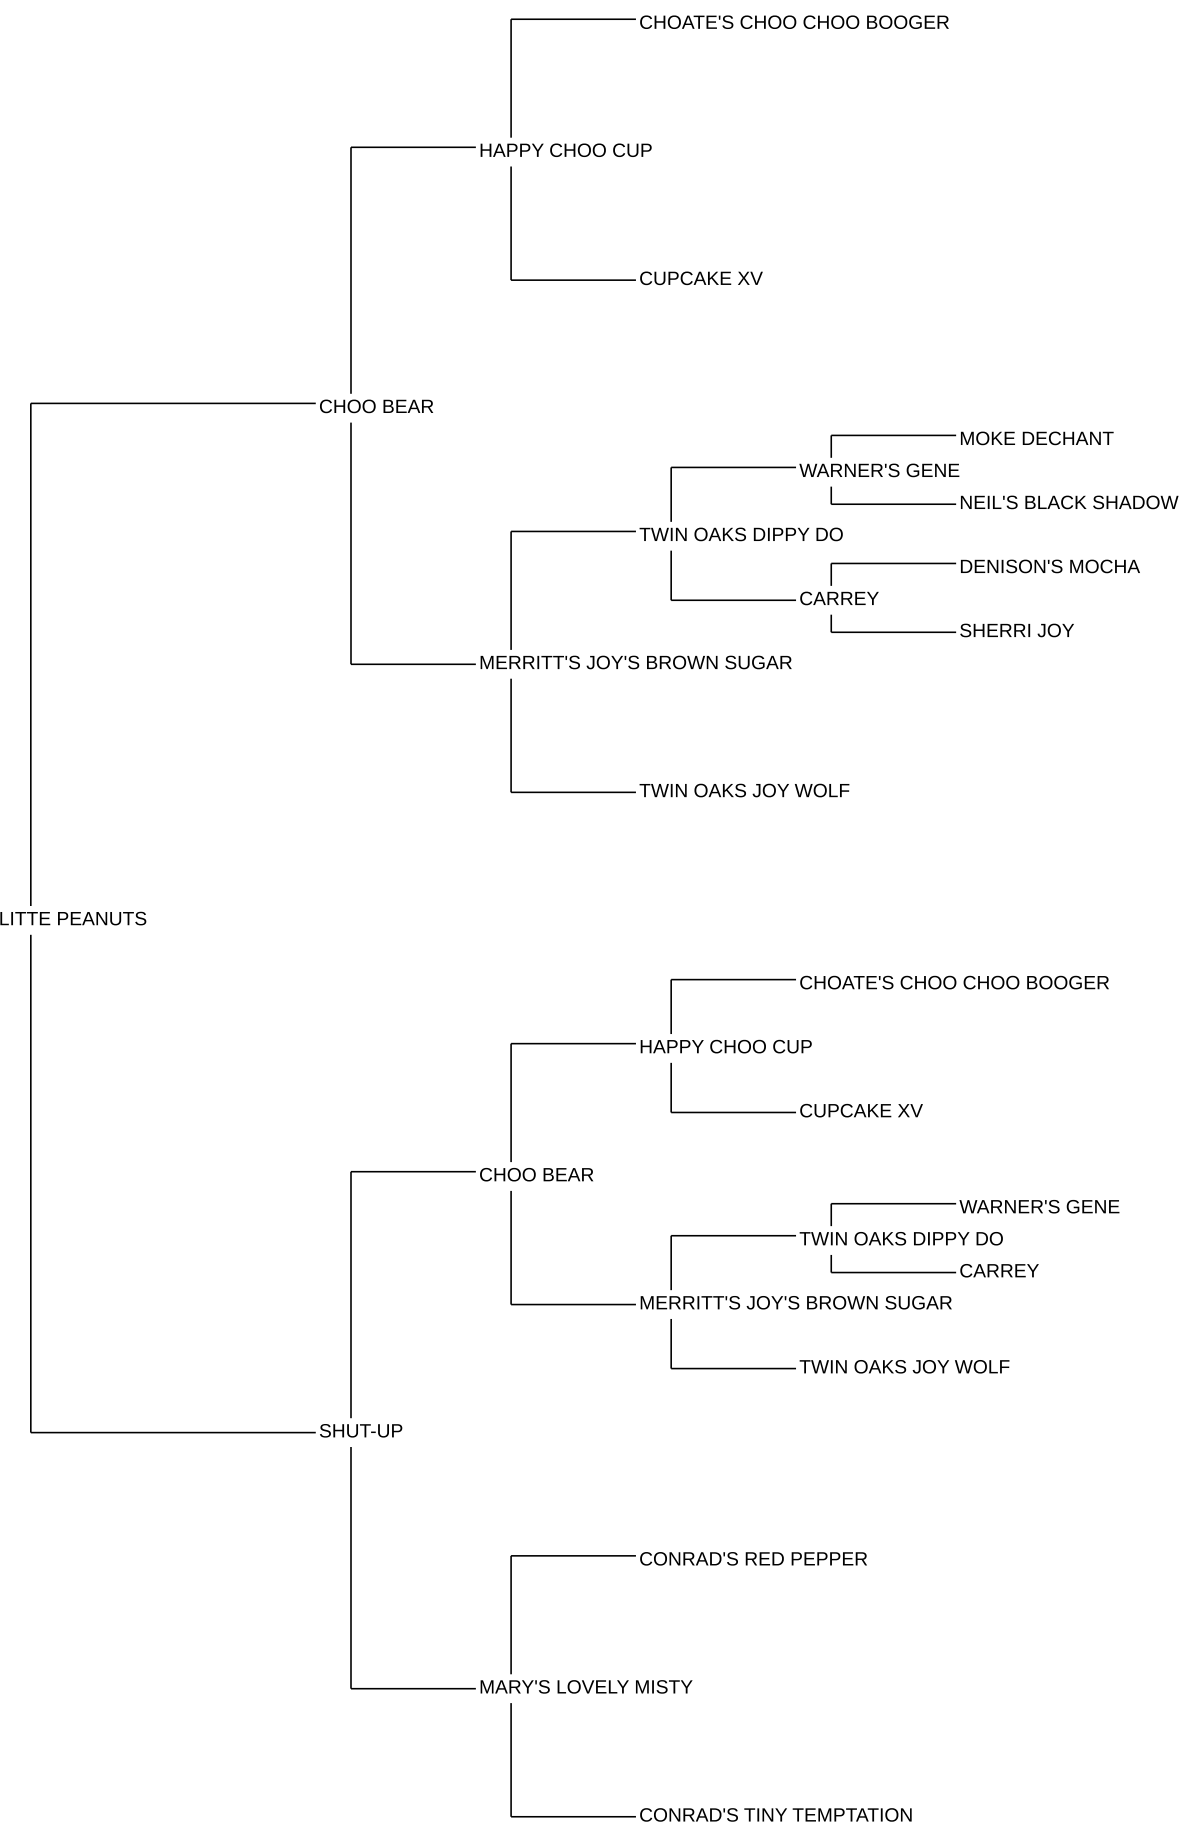 CHOATE'S CHOO CHOO BOOGER
HAPPY CHOO CUP
CUPCAKE XV
CHOO BEAR
MOKE DECHANT
WARNER'S GENE
NEIL'S BLACK SHADOW
TWIN OAKS DIPPY DO
DENISON'S MOCHA
CARREY
SHERRI JOY
MERRITT'S JOY'S BROWN SUGAR
TWIN OAKS JOY WOLF
LITTE PEANUTS
CHOATE'S CHOO CHOO BOOGER
HAPPY CHOO CUP
CUPCAKE XV
CHOO BEAR
WARNER'S GENE
TWIN OAKS DIPPY DO
CARREY
MERRITT'S JOY'S BROWN SUGAR
TWIN OAKS JOY WOLF
SHUT-UP
CONRAD'S RED PEPPER
MARY'S LOVELY MISTY
CONRAD'S TINY TEMPTATION